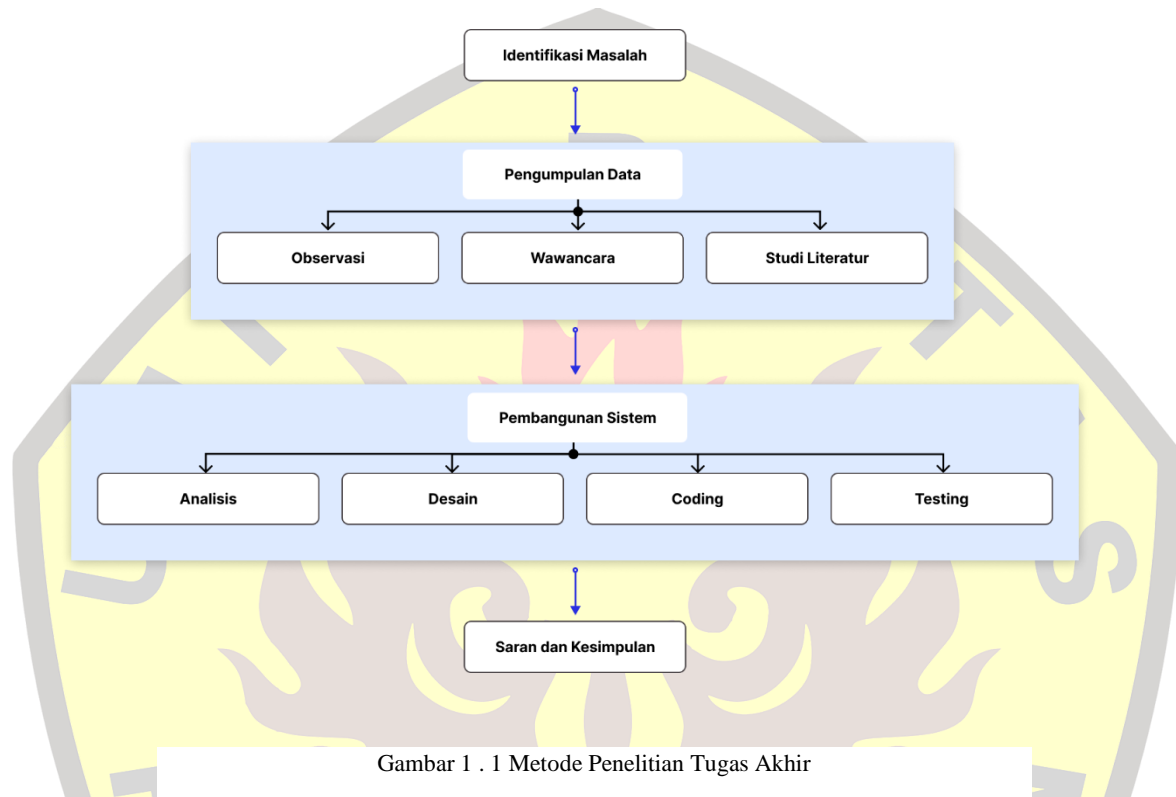 Identifikasi Masalah
Pengumpulan Data
Observasi
Wawancara
Studi Literatur
Pembangunan Sistem
Analisis
Desain
Coding
Testing
Saran dan Kesimpulan
Gambar 1 . 1 Metode Penelitian Tugas Akhir